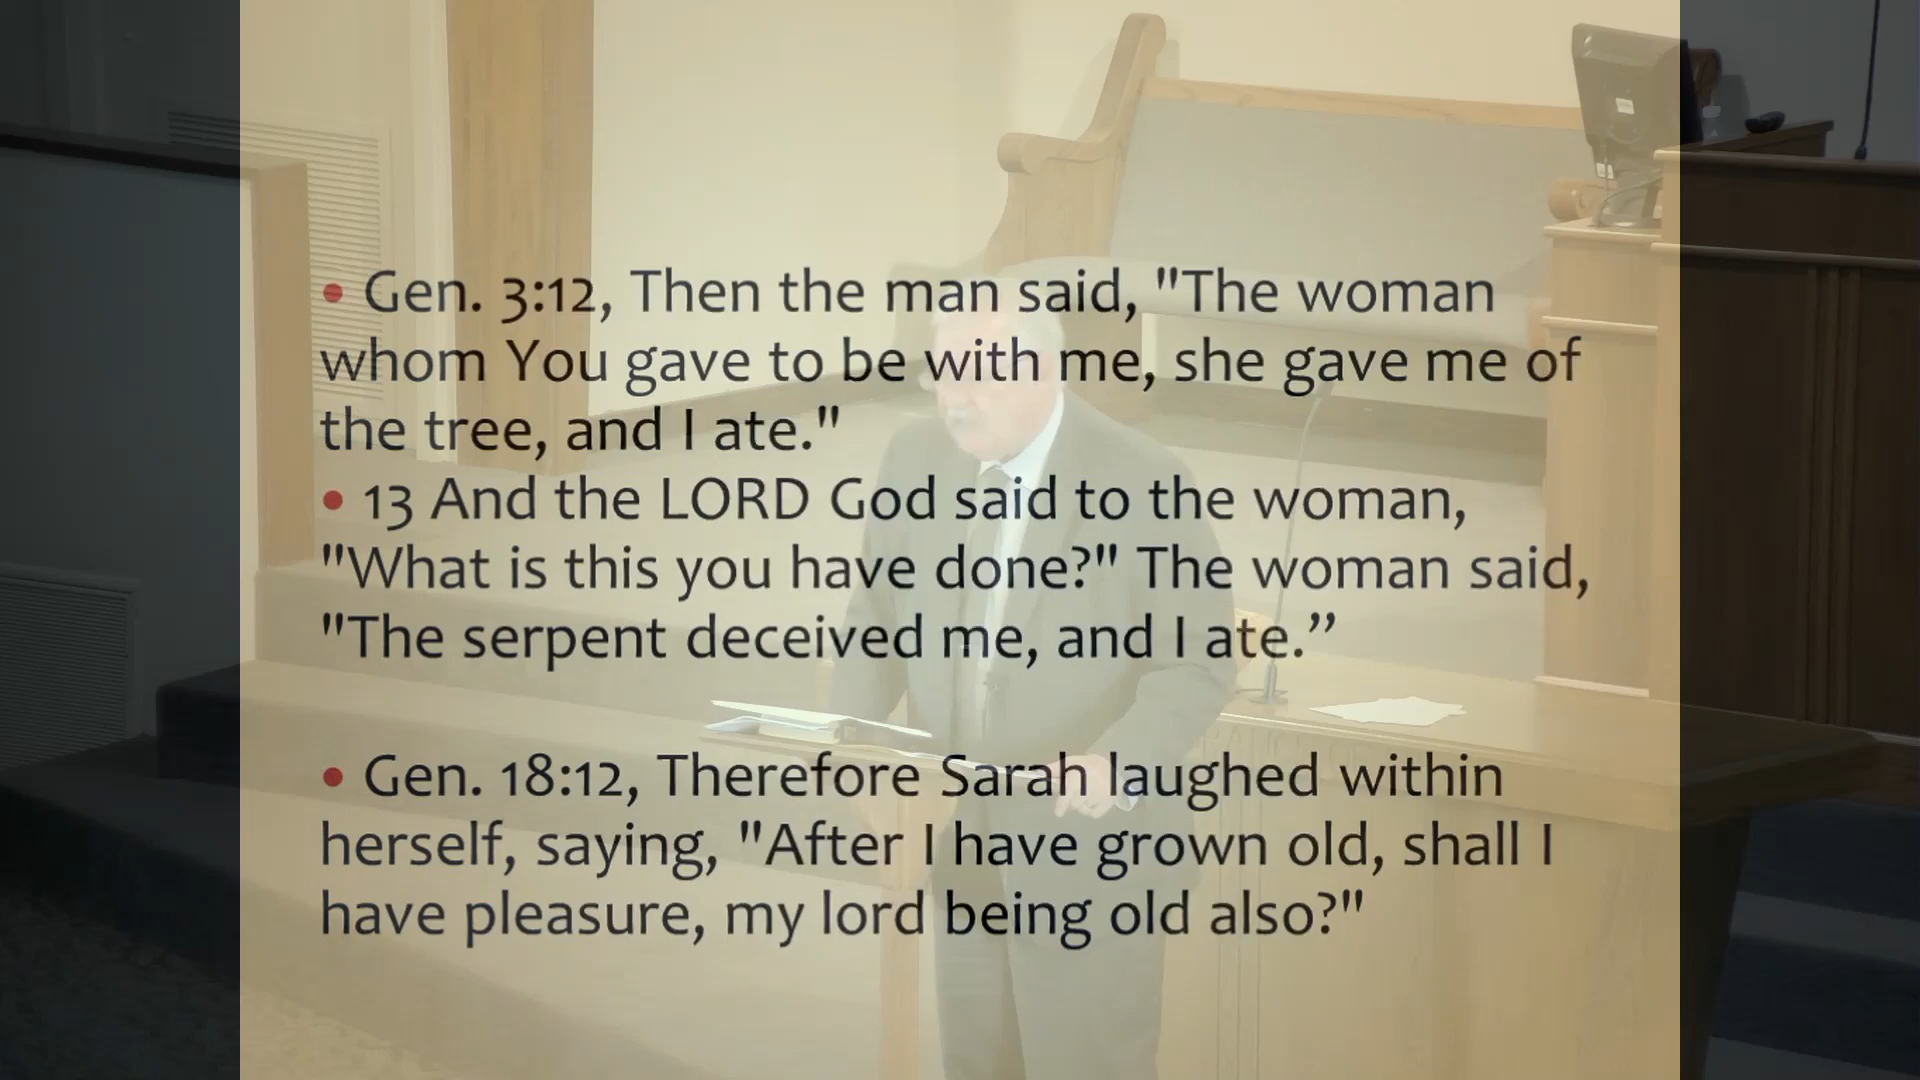 • Gen. 3:12, Then the man said, "The woman
whom You gave to be with me, she gave me of
the tree, and I ate."
• 13 And the LORD God said to the woman,
"What is this you have done?" The woman said,
"The serpent deceived me, and I ate.”
• Gen. 18:12, Therefore Sarah laughed within
herself, saying, "After I have grown old, shall I
have pleasure, my lord being old also?"